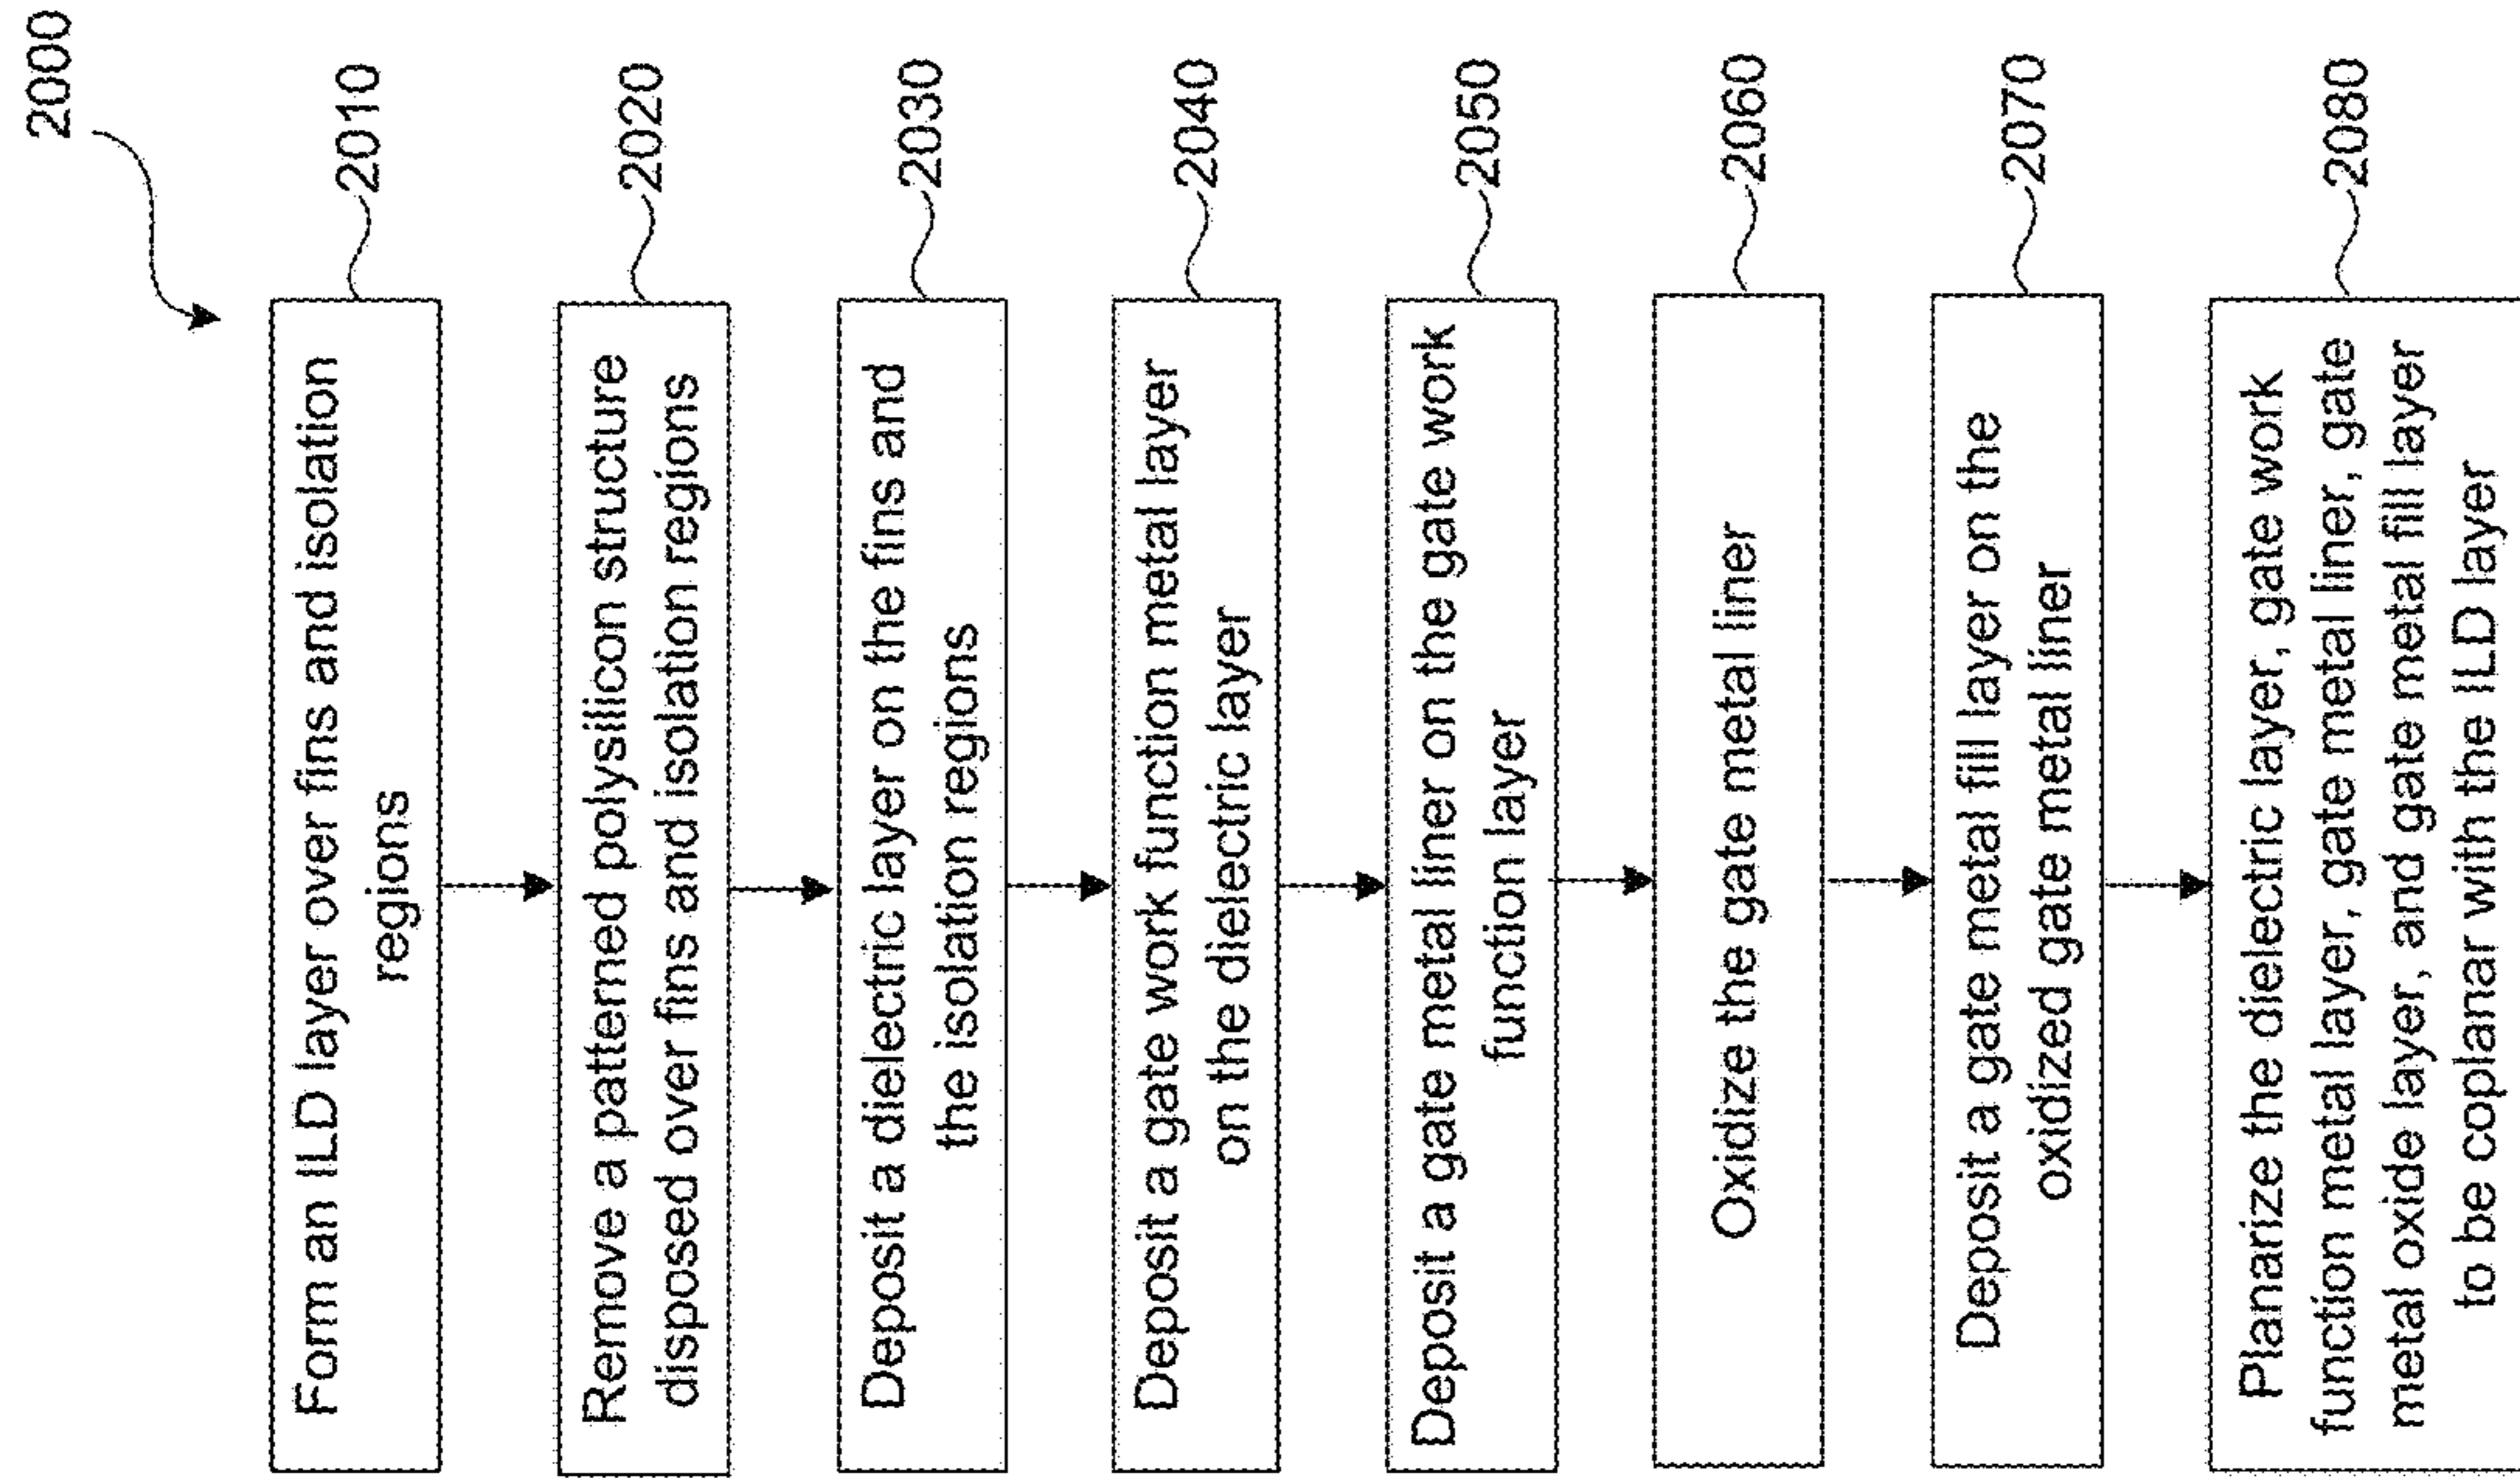 2000
Form an ILD layer over fins and isolation
regions
2010
Remove a patterned polysilicon structure
disposed over fins and isolation regions
2020
Deposit a dielectric layer on the fins and
the isolation regions
2030
Deposit a gate work function metal layer
on the dielectric layer
2040
Deposit a gate metal liner on the gate work
function layer
2050
Oxidize the gate metal liner
2060
Deposit a gate metal fill layer on the
oxidized gate metal liner
2070
Planarize the dielectric layer, gate work
function metal layer, gate metal liner, gate
metal oxide layer, and gate metal fill layer
to be coplanar with the ILD layer
2080